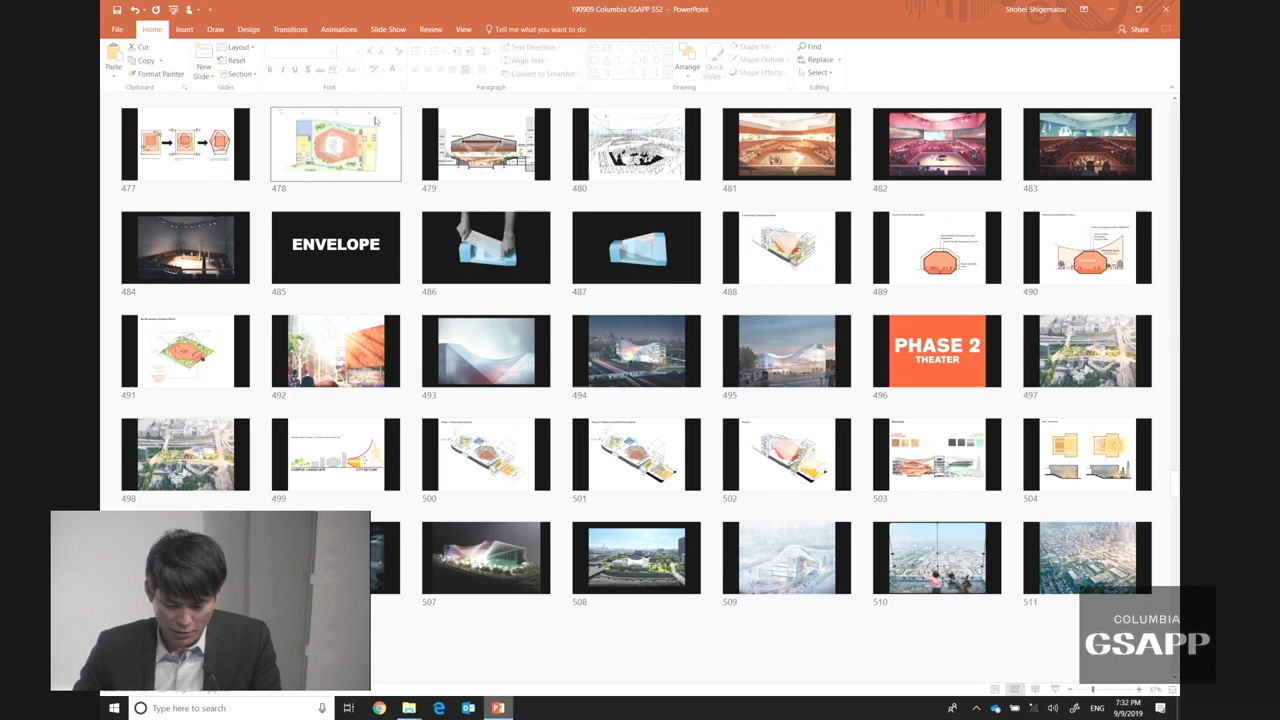 190909 Columbia GSAPP SS2 - PowerPoint
Shohei Shigematsu
File Home Insert Draw Design Transitions Animations Slide Show Review View Tell me what you want to do
Share
Paste
Cut
Copy
Format Painter
Clipboard
New
Slide
Layout
Reset
Section
Slides
Font
Text Direction
Align Text
Convert to SmartArt
Paragraph
Arrange
Quick
Styles
Shape Fill
Shape Outline
Shape Effects
Drawing
Find
Replace
Select
Editing
477 478 479 480 481 482 483
ENVELOPE
484 485 486 487 488 489 490
PHASE 2
THEATER
491 492 493 494 495 496 497
CAMPUS LANDSCAPE
CITY SKYLINE
498 499 500 501 502 503 504
507 508 509 510 511
COLUMBIA
GSAPP
67%
Type here to search
ENG
7:32 PM
9/9/2019